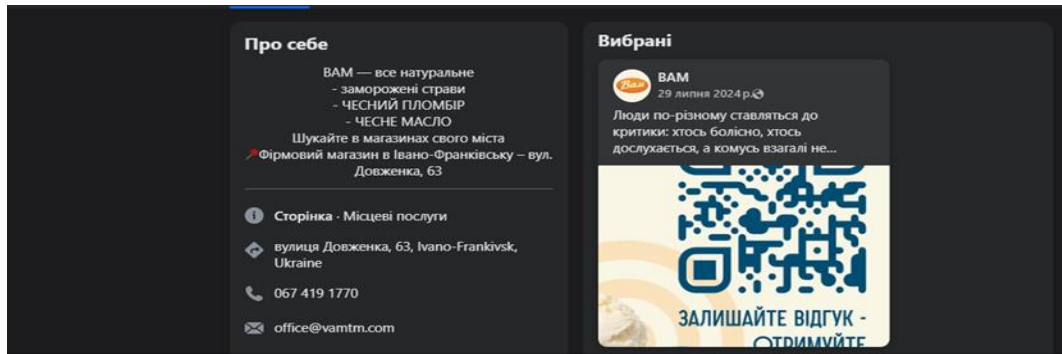 Про себе
ВАМ — все натуральне
- заморожені страви
- ЧЕСНИЙ ПЛОМБІР
- ЧЕСНЕ МАСЛО
Шукайте в магазинах свого міста
📍Фірмовий магазин в Івано-Франківську – вул.
Довженка, 63
Сторінка · Місцеві послуги
вулиця Довженка, 63, Ivano-Frankivsk,
Ukraine
067 419 1770
office@vamtm.com
Вибрані
Вам
ВАМ
29 липня 2024 р.
Люди по-різному ставляться до
критики: хтось болісно, хтось
дослухається, а комусь взагалі не...
ЗАЛИШАЙТЕ ВІДГУК -
ОТРИМУЙТЕ